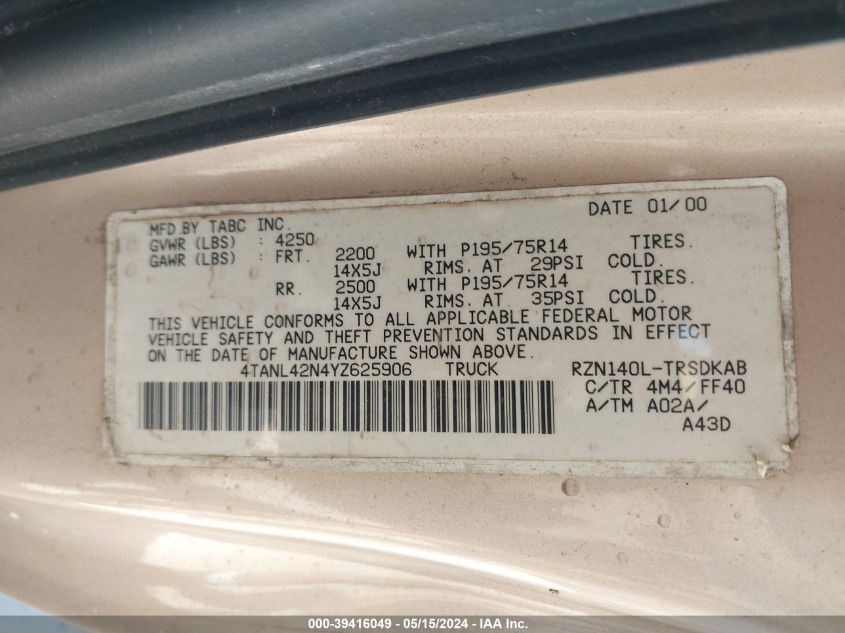 DATE 01/00
MFD BY TABC INC.
GVWR (LBS) : 4250
GAWR (LBS) : FRT. 2200 WITH P195/75R14 TIRES.
14X5J RIMS. AT 29PSI COLD.
RR. 2500 WITH P195/75R14 TIRES.
14X5J RIMS. AT 35PSI COLD.
THIS VEHICLE CONFORMS TO ALL APPLICABLE FEDERAL MOTOR
VEHICLE SAFETY AND THEFT PREVENTION STANDARDS IN EFFECT
ON THE DATE OF MANUFACTURE SHOWN ABOVE.
4TANL42N4YZ625906 TRUCK RZN140L-TRSDKAB
C/TR 4M4/FF40
A/TM A02A/
A43D
000-39416049 - 05/15/2024 - IAA Inc.